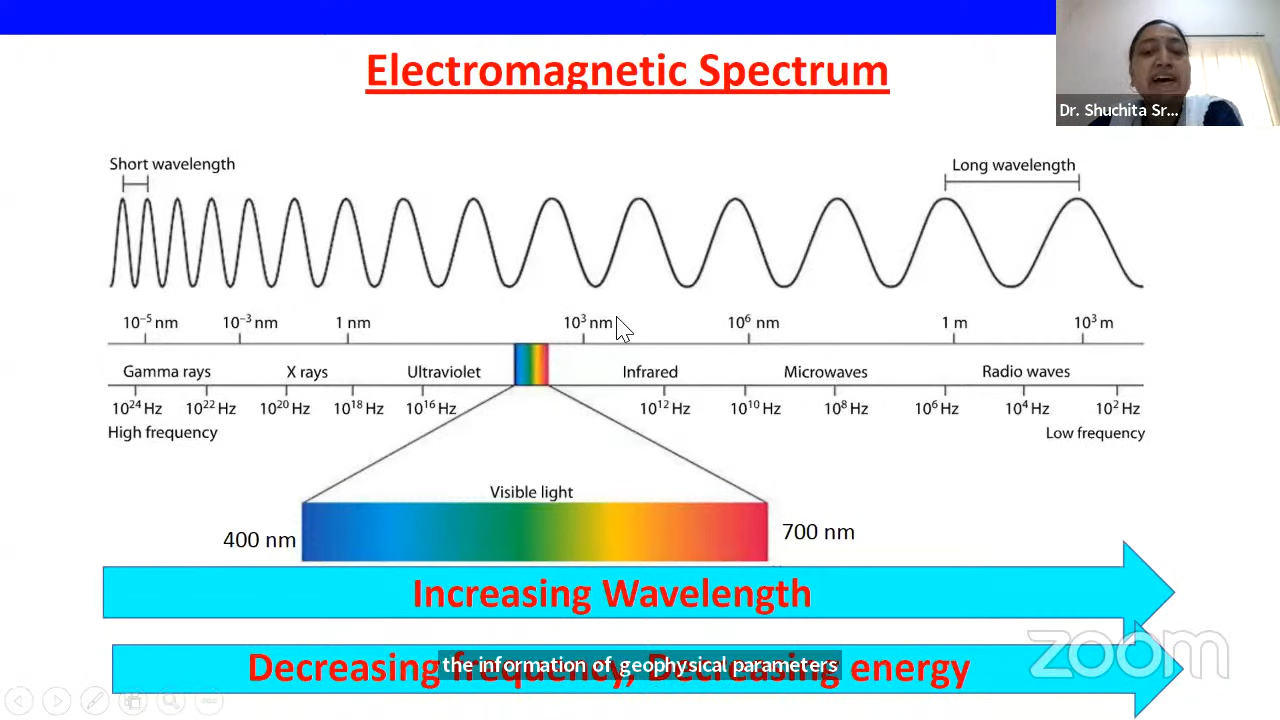 Electromagnetic Spectrum
Dr. Shuchita Sr...
Short wavelength
Long wavelength
10⁻⁵ nm 10⁻³ nm 1 nm 10³ nm 10⁶ nm 1 m 10³ m
Gamma rays X rays Ultraviolet Infrared Microwaves Radio waves
10²⁴ Hz 10²² Hz 10²⁰ Hz 10¹⁸ Hz 10¹⁶ Hz 10¹² Hz 10¹⁰ Hz 10⁸ Hz 10⁶ Hz 10⁴ Hz 10² Hz
High frequency Low frequency
Visible light
400 nm 700 nm
Increasing Wavelength
Decreasing frequency, Decreasing energy
the information of geophysical parameters
zoom